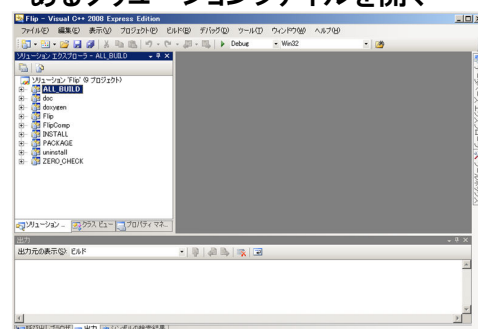 あるソリューションファイルを開く
Flip - Visual C++ 2008 Express Edition
ファイル(F) 編集(E) 表示(V) プロジェクト(P) ビルド(B) デバッグ(D) ツール(T) ウィンドウ(W) ヘルプ(H)
Debug Win32
ソリューション エクスプローラ - ALL_BUILD
ソリューション 'Flip' (9 プロジェクト)
ALL_BUILD
doc
doxygen
Flip
FlipComp
INSTALL
PACKAGE
uninstall
ZERO_CHECK
ソリューション... クラス ビュー プロパティ マネ...
出力
出力元の表示(S): ビルド
出力